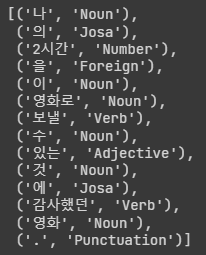 [('나', 'Noun'),
('의', 'Josa'),
('2시간', 'Number'),
('을', 'Foreign'),
('이', 'Noun'),
('영화로', 'Noun'),
('보낼', 'Verb'),
('수', 'Noun'),
('있는', 'Adjective'),
('것', 'Noun'),
('에', 'Josa'),
('감사했던', 'Verb'),
('영화', 'Noun'),
('.', 'Punctuation')]